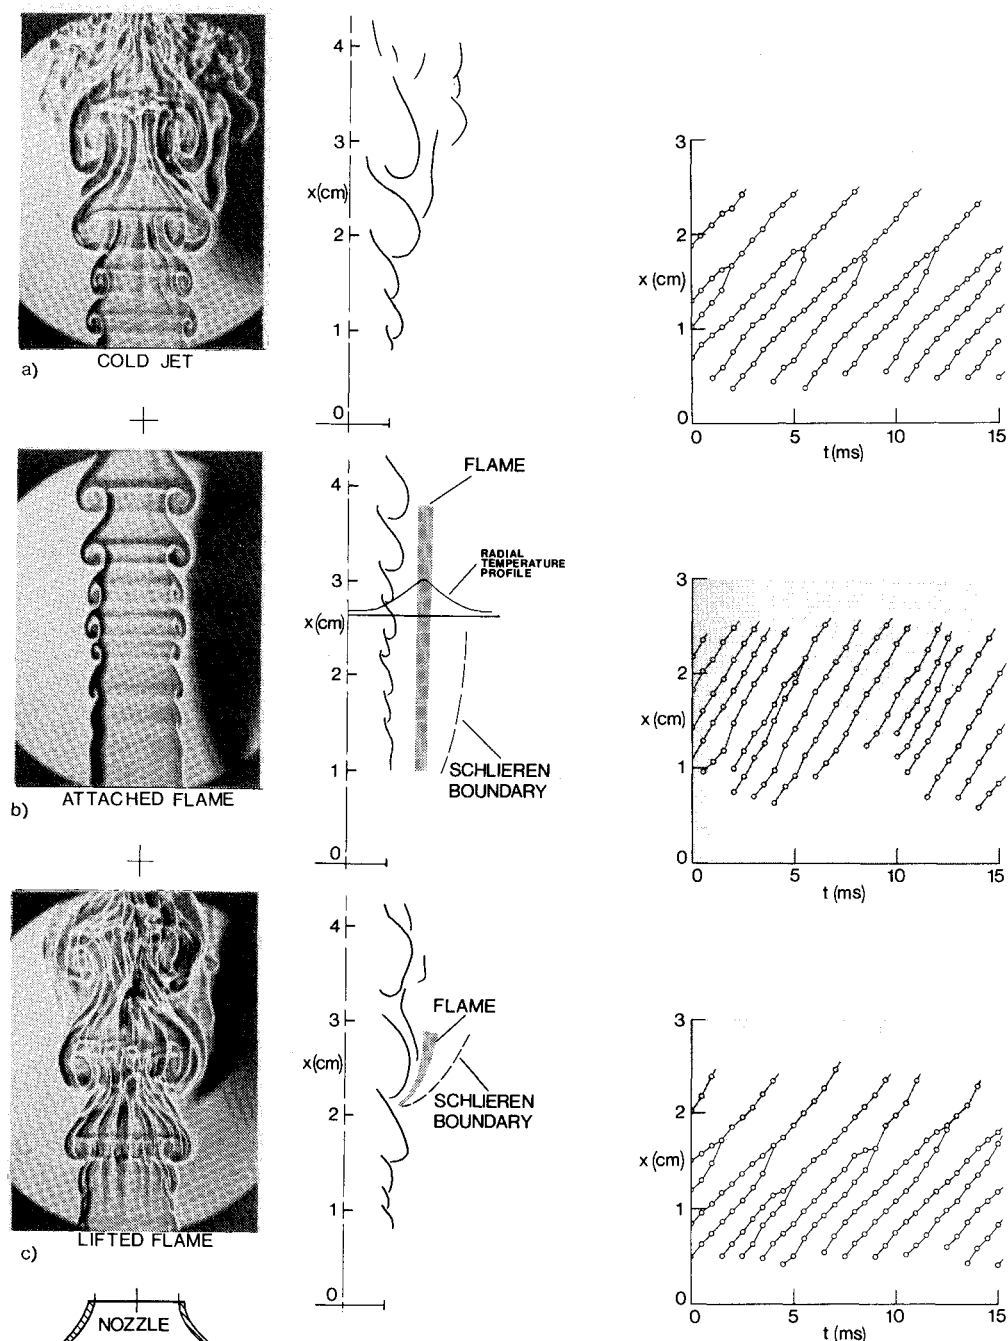 4
3
x(cm)
2
1
0
a)
COLD JET
3
2
x(cm)
1
0
0
5
10
15
t(ms)
4
3
x(cm)
2
1
0
FLAME
RADIAL
TEMPERATURE
PROFILE
SCHLIEREN
BOUNDARY
b)
ATTACHED FLAME
3
2
x(cm)
1
0
0
5
10
15
t(ms)
4
3
x(cm)
2
1
0
FLAME
SCHLIEREN
BOUNDARY
c)
LIFTED FLAME
NOZZLE
3
2
x(cm)
1
0
0
5
10
15
t(ms)